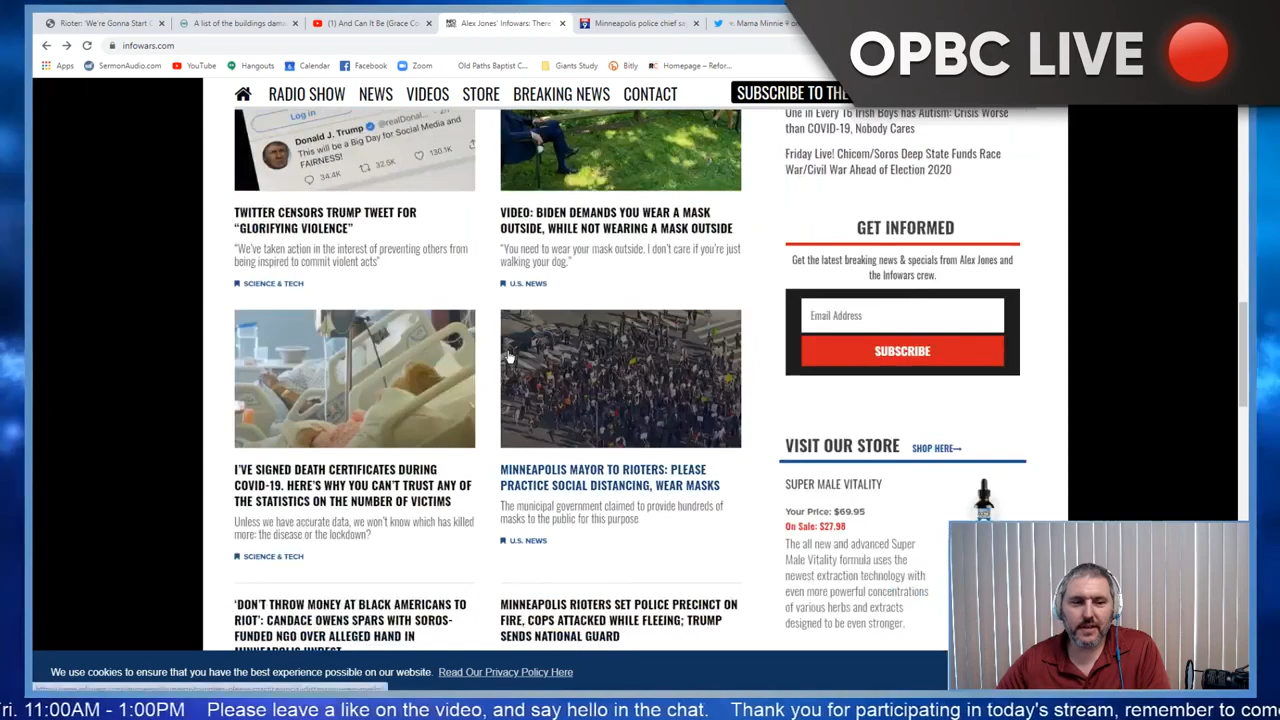 Rioter: 'We're Gonna Start C
A list of the buildings dama
(1) And Can It Be (Grace Co
Alex Jones' Infowars: There
Minneapolis police chief sa
Mama Minnie
OPBC LIVE
infowars.com
Apps
SermonAudio.com
YouTube
Hangouts
Calendar
Facebook
Zoom
Old Paths Baptist C...
Giants Study
Bitly
Homepage – Refor...
RADIO SHOW
NEWS
VIDEOS
STORE
BREAKING NEWS
CONTACT
SUBSCRIBE TO THE
Log in
Donald J. Trump
@realDonal...
This will be a Big Day for Social Media and
FAIRNESS!
34.4K
32.5K
130.1K
TWITTER CENSORS TRUMP TWEET FOR
“GLORIFYING VIOLENCE”
“We’ve taken action in the interest of preventing others from
being inspired to commit violent acts”
SCIENCE & TECH
VIDEO: BIDEN DEMANDS YOU WEAR A MASK
OUTSIDE, WHILE NOT WEARING A MASK OUTSIDE
“You need to wear your mask outside. I don’t care if you’re just
walking your dog.”
U.S. NEWS
I’VE SIGNED DEATH CERTIFICATES DURING
COVID-19. HERE’S WHY YOU CAN’T TRUST ANY OF
THE STATISTICS ON THE NUMBER OF VICTIMS
Unless we have accurate data, we won’t know which has killed
more: the disease or the lockdown?
SCIENCE & TECH
MINNEAPOLIS MAYOR TO RIOTERS: PLEASE
PRACTICE SOCIAL DISTANCING, WEAR MASKS
The municipal government claimed to provide hundreds of
masks to the public for this purpose
U.S. NEWS
‘DON’T THROW MONEY AT BLACK AMERICANS TO
RIOT’: CANDACE OWENS SPARS WITH SOROS-
FUNDED NGO OVER ALLEGED HAND IN
MINNEAPOLIS UNREST
MINNEAPOLIS RIOTERS SET POLICE PRECINCT ON
FIRE, COPS ATTACKED WHILE FLEEING; TRUMP
SENDS NATIONAL GUARD
One in Every 16 Irish Boys has Autism: Crisis Worse
than COVID-19, Nobody Cares
Friday Live! Chicom/Soros Deep State Funds Race
War/Civil War Ahead of Election 2020
GET INFORMED
Get the latest breaking news & specials from Alex Jones and
the Infowars crew.
Email Address
SUBSCRIBE
VISIT OUR STORE
SHOP HERE
SUPER MALE VITALITY
Your Price: $69.95
On Sale: $27.98
The all new and advanced Super
Male Vitality formula uses the
newest extraction technology with
even more powerful concentrations
of various herbs and extracts
designed to be even stronger.
We use cookies to ensure that you have the best experience possible on our website.
Read Our Privacy Policy Here
Fri. 11:00AM - 1:00PM
Please leave a like on the video, and say hello in the chat.
Thank you for participating in today's stream, remember to com